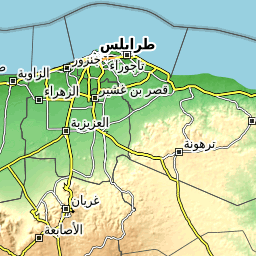 طرابلس
تاجوراء
جنزور
الزاوية
الزهراء
قصر بن غشير
العزيزية
ترهونة
غريان
الأصابعة